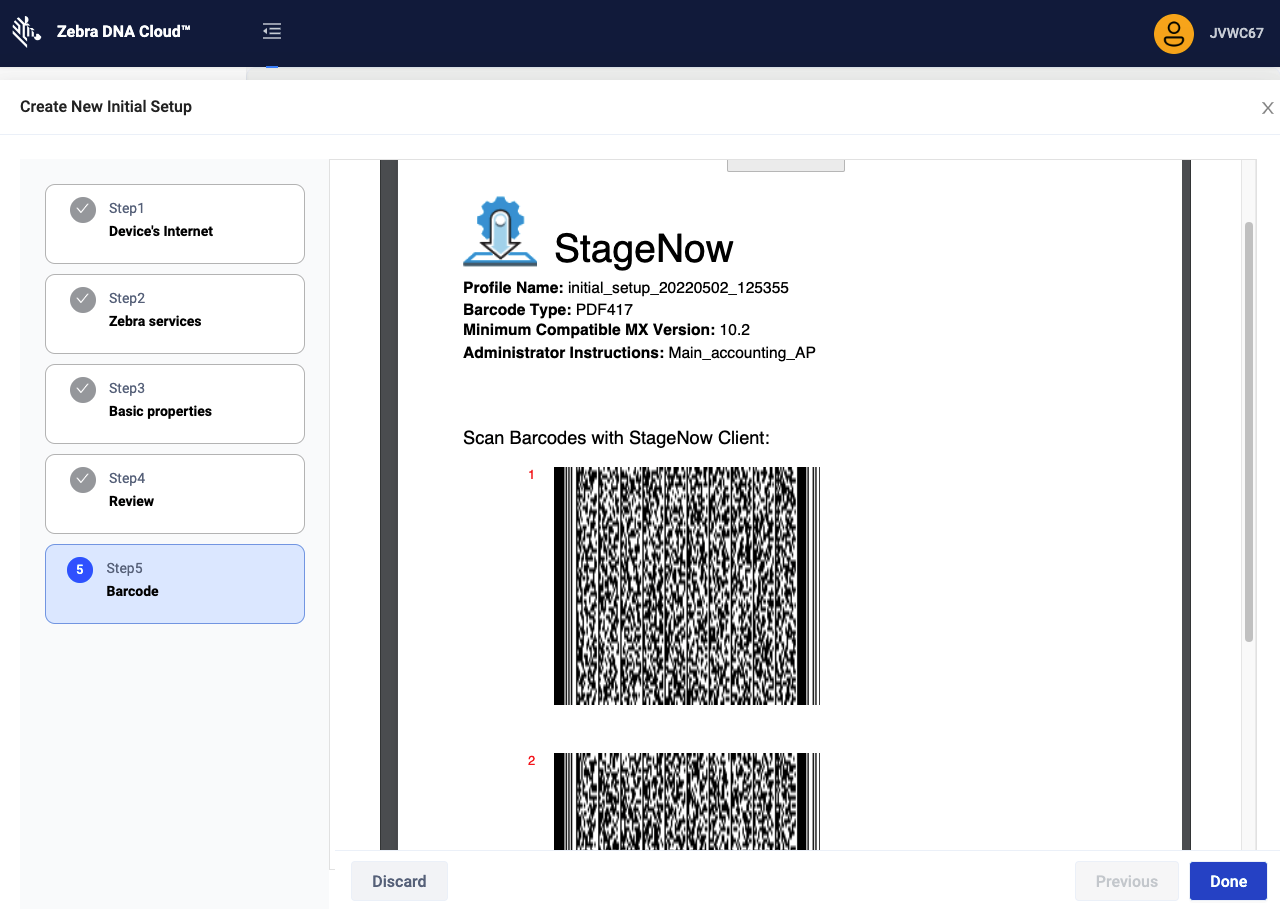 Zebra DNA Cloud™
JVWC67
Create New Initial Setup
Step1
Device's Internet
Step2
Zebra services
Step3
Basic properties
Step4
Review
5
Step5
Barcode
StageNow
Profile Name: initial_setup_20220502_125355
Barcode Type: PDF417
Minimum Compatible MX Version: 10.2
Administrator Instructions: Main_accounting_AP
Scan Barcodes with StageNow Client:
1
2
Discard
Previous
Done